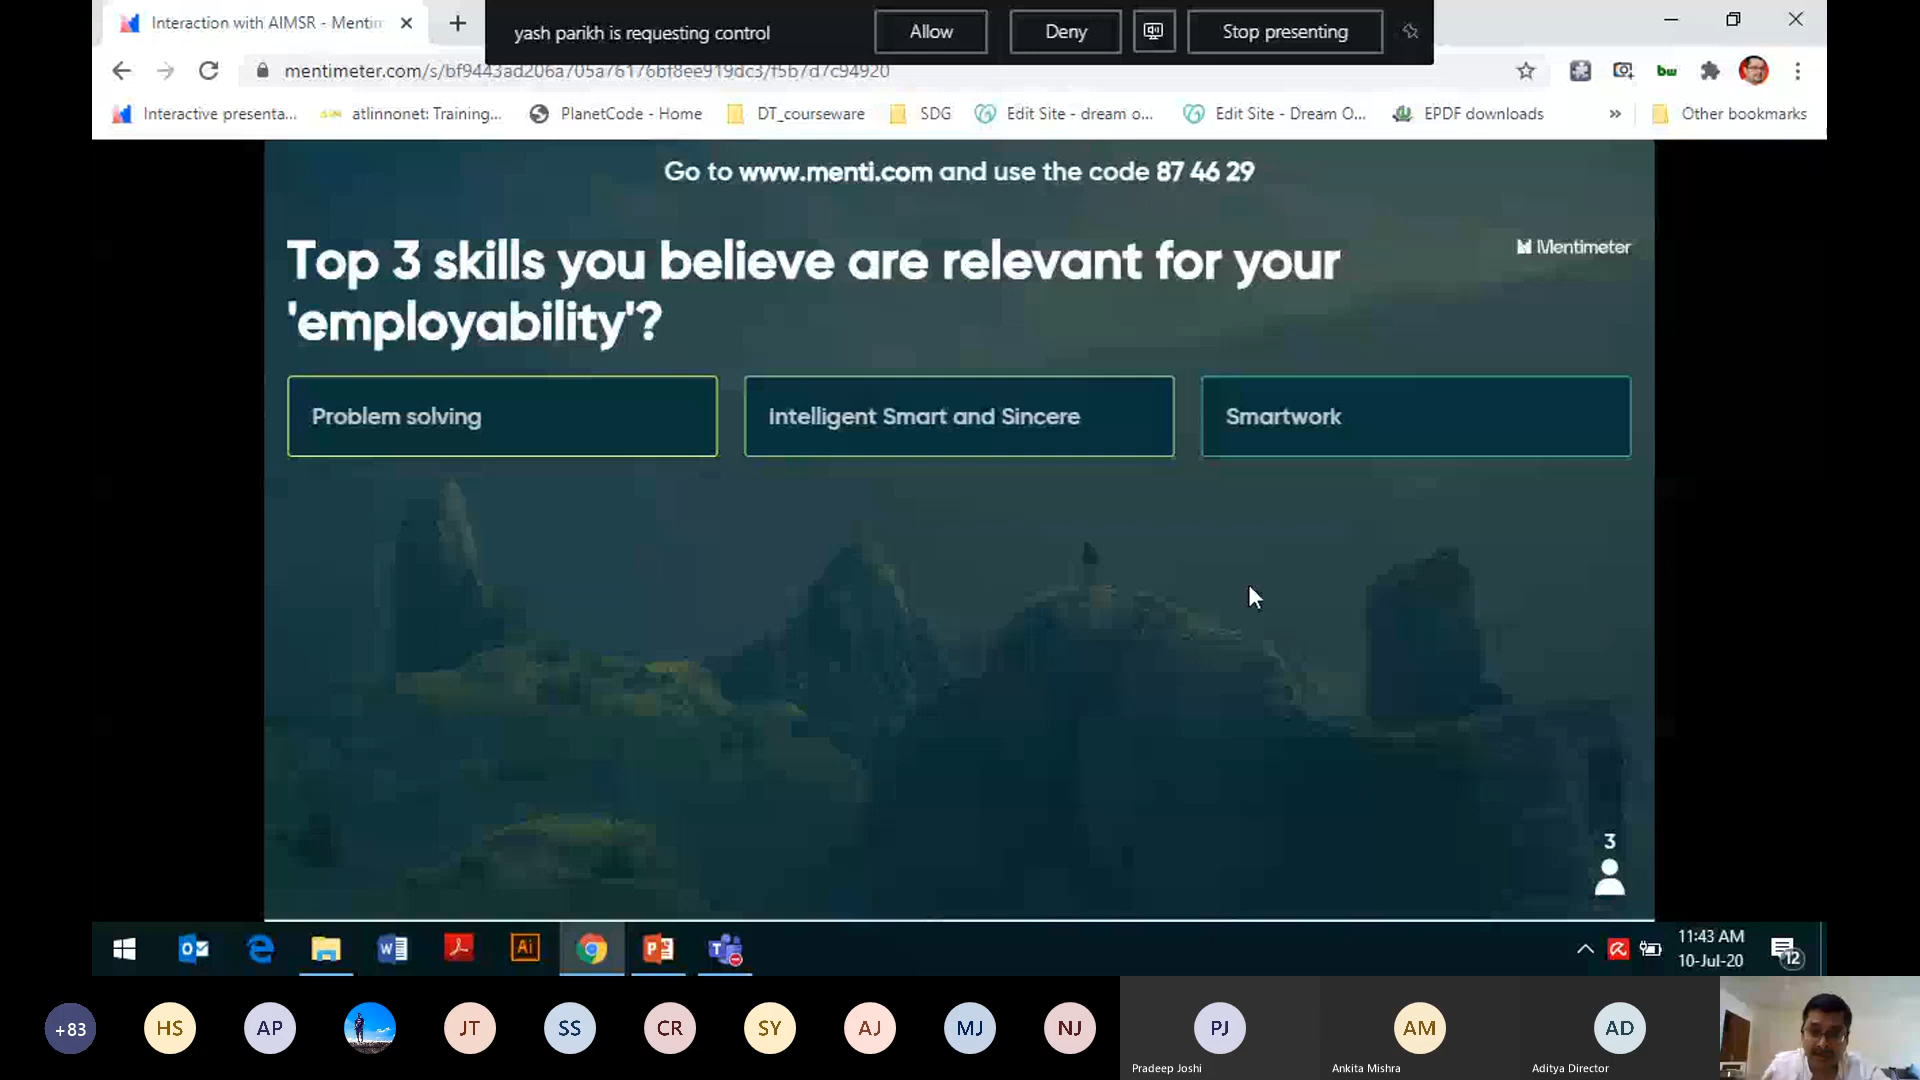 Interaction with AIMSR - Mentim
yash parikh is requesting control
Allow
Deny
Stop presenting
mentimeter.com/s/bf9443ad206a705a76176bf8ee919dc3/f5b7d7c94920
bw
Interactive presenta...
atlinnonet: Training...
PlanetCode - Home
DT_courseware
SDG
Edit Site - dream o...
Edit Site - Dream O...
EPDF downloads
»
Other bookmarks
Go to www.menti.com and use the code 87 46 29
Mentimeter
Top 3 skills you believe are relevant for your
'employability'?
Problem solving
Intelligent Smart and Sincere
Smartwork
3
Ai
11:43 AM
10-Jul-20
12
+83
HS
AP
JT
SS
CR
SY
AJ
MJ
NJ
PJ
AM
AD
Pradeep Joshi
Ankita Mishra
Aditya Director